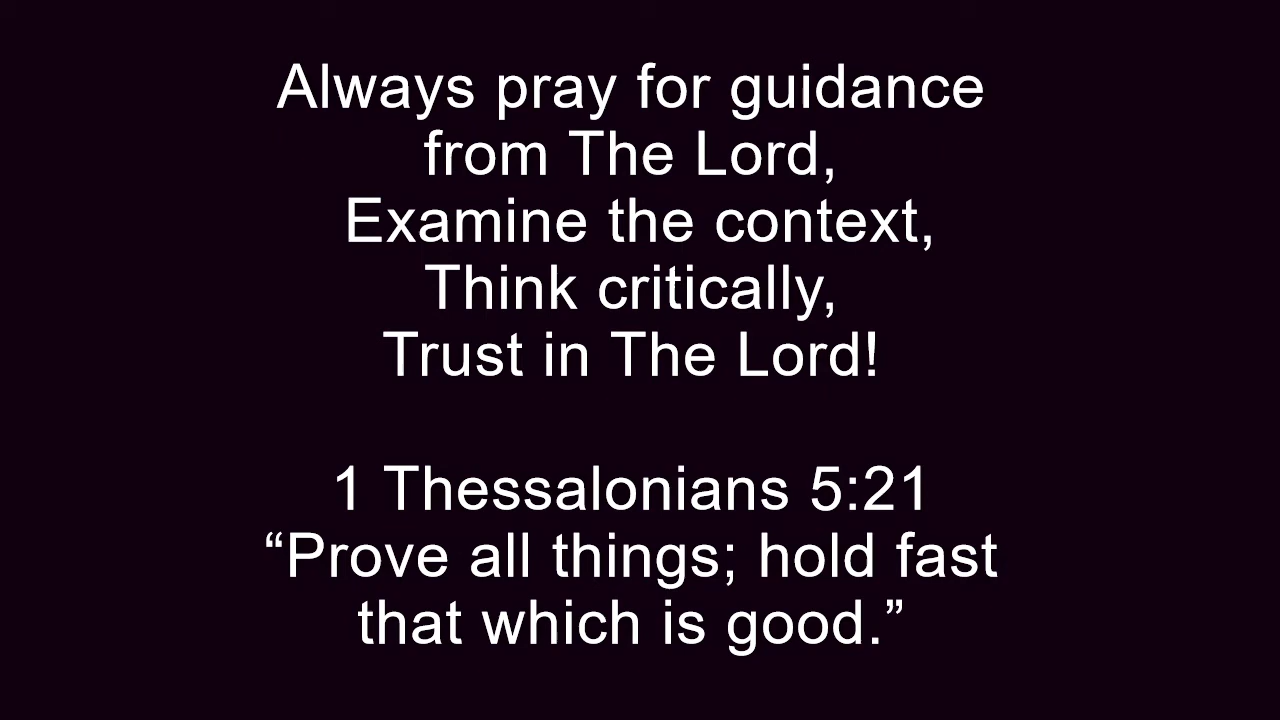 Always pray for guidance
from The Lord,
Examine the context,
Think critically,
Trust in The Lord!
1 Thessalonians 5:21
“Prove all things; hold fast
that which is good.”